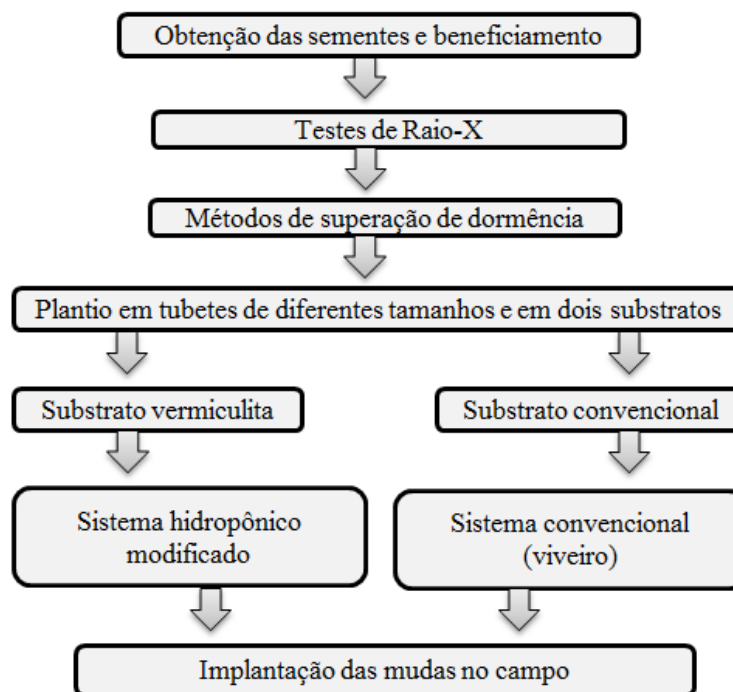 Obtenção das sementes e beneficiamento
Testes de Raio-X
Métodos de superação de dormência
Plantio em tubetes de diferentes tamanhos e em dois substratos
Substrato vermiculita
Substrato convencional
Sistema hidropônico
modificado
Sistema convencional
(viveiro)
Implantação das mudas no campo